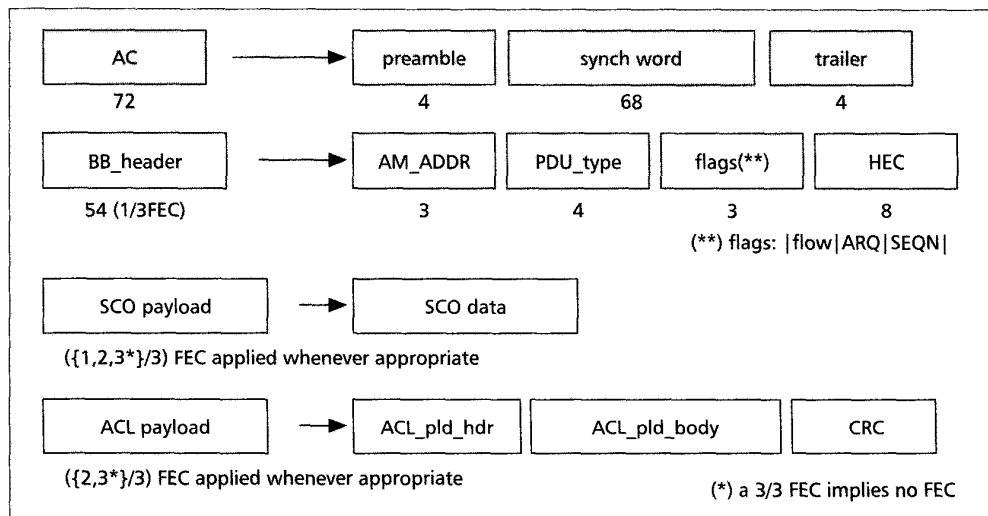 AC preamble synch word trailer
72 4 68 4
BB_header AM_ADDR PDU_type flags(**) HEC
54 (1/3FEC) 3 4 3 8
(**) flags: |flow|ARQ|SEQN|
SCO payload SCO data
({1,2,3*}/3) FEC applied whenever appropriate
ACL payload ACL_pld_hdr ACL_pld_body CRC
({2,3*}/3) FEC applied whenever appropriate (*) a 3/3 FEC implies no FEC